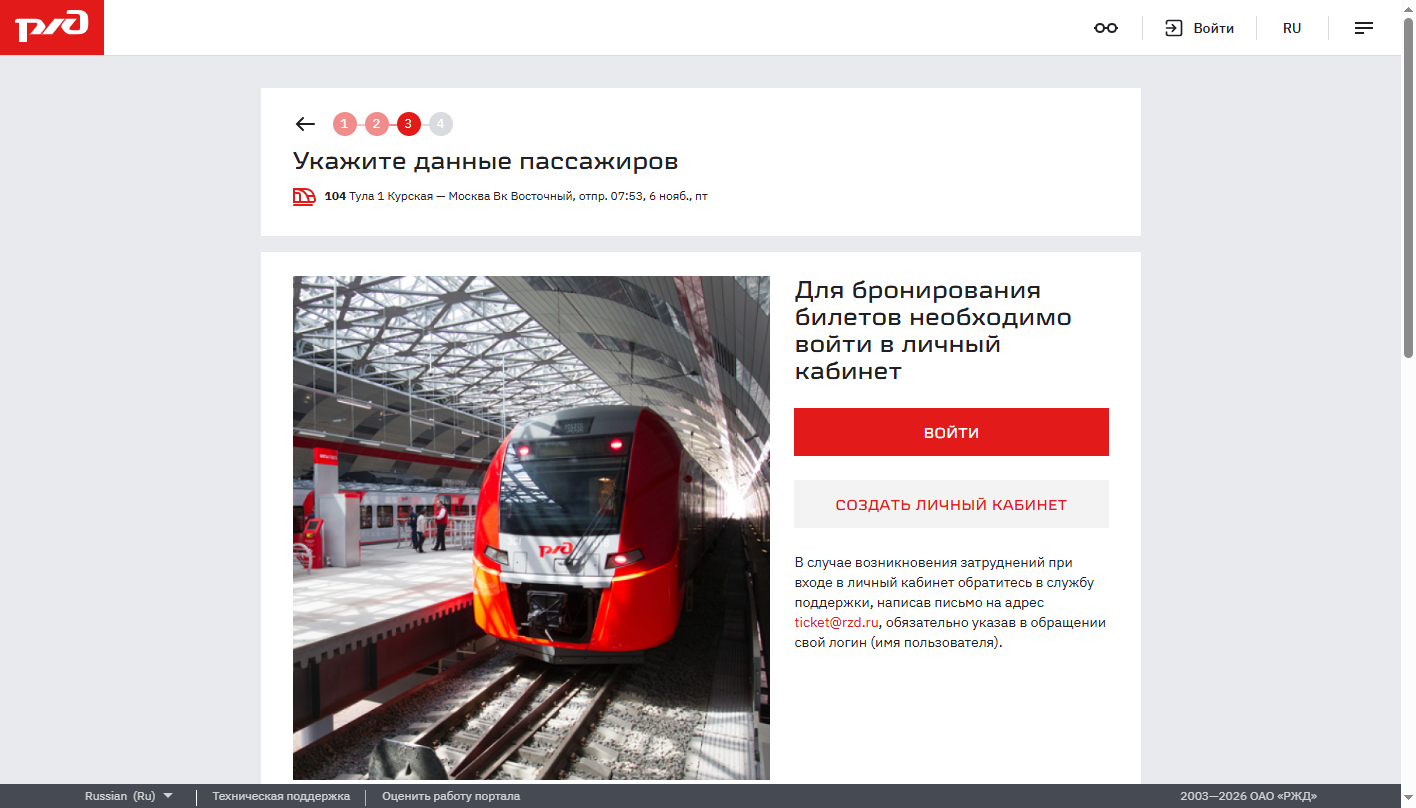 РЖД
Войти
RU
1 2 3 4
Укажите данные пассажиров
104 Тула 1 Курская — Москва Вк Восточный, отпр. 07:53, 6 нояб., пт
Для бронирования
билетов необходимо
войти в личный
кабинет
ВОЙТИ
СОЗДАТЬ ЛИЧНЫЙ КАБИНЕТ
В случае возникновения затруднений при
входе в личный кабинет обратитесь в службу
поддержки, написав письмо на адрес
ticket@rzd.ru, обязательно указав в обращении
свой логин (имя пользователя).
РЖД
Russian (Ru)
Техническая поддержка
Оценить работу портала
2003—2026 ОАО «РЖД»